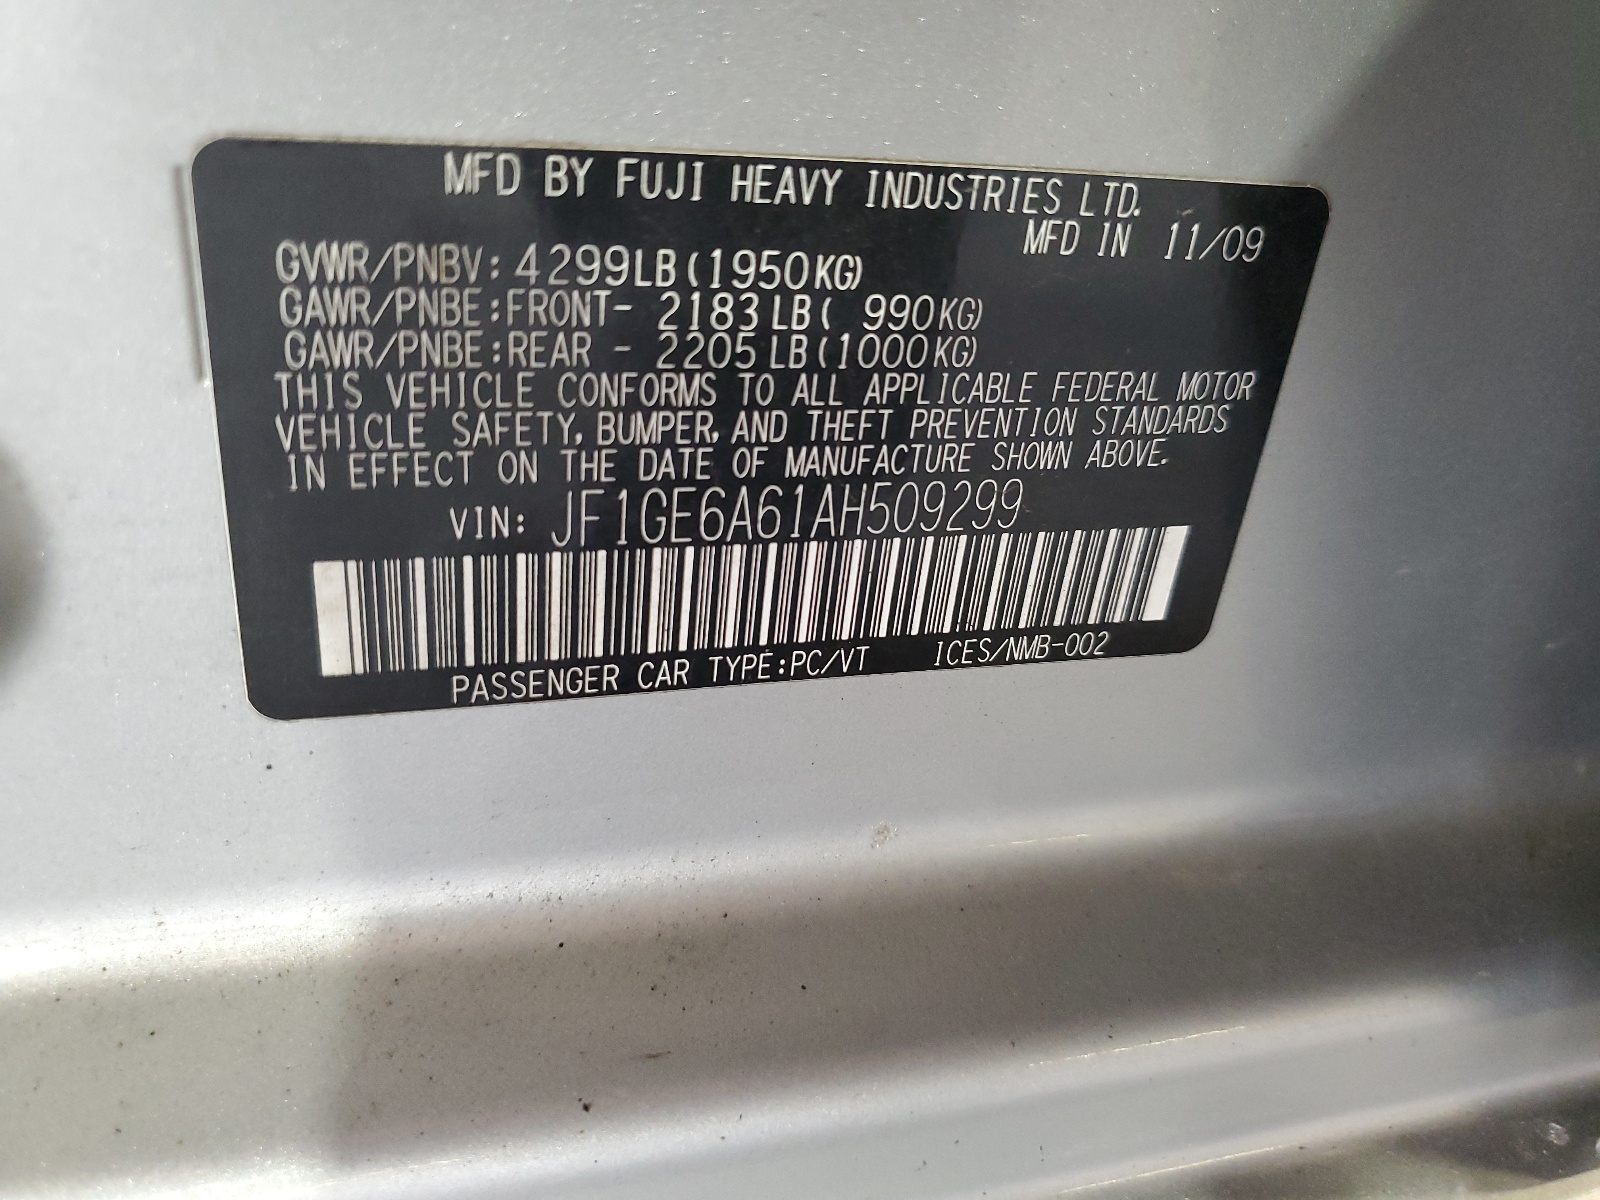 MFD BY FUJI HEAVY INDUSTRIES LTD.
MFD IN 11/09
GVWR/PNBV: 4299LB(1950KG)
GAWR/PNBE:FRONT- 2183LB( 990KG)
GAWR/PNBE:REAR - 2205LB(1000KG)
THIS VEHICLE CONFORMS TO ALL APPLICABLE FEDERAL MOTOR
VEHICLE SAFETY, BUMPER, AND THEFT PREVENTION STANDARDS
IN EFFECT ON THE DATE OF MANUFACTURE SHOWN ABOVE.
VIN: JF1GE6A61AH509299
PASSENGER CAR TYPE:PC/VT ICES/NMB-002